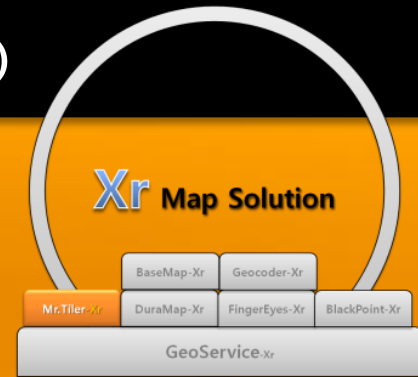 Xr Map Solution
BaseMap-Xr Geocoder-Xr
Mr.Tiler-Xr DuraMap-Xr FingerEyes-Xr BlackPoint-Xr
GeoService-Xr